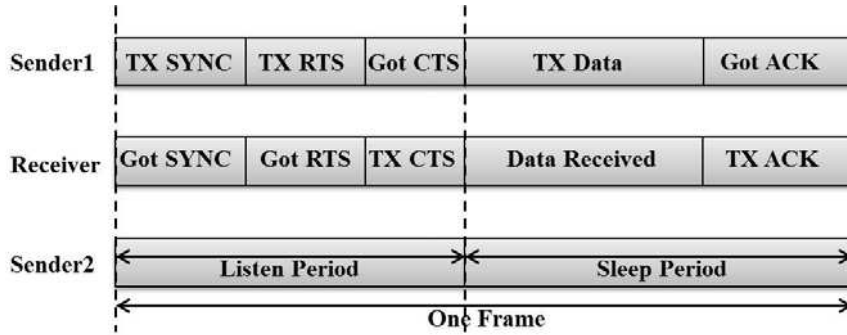 Sender1 TX SYNC TX RTS Got CTS TX Data Got ACK
Receiver Got SYNC Got RTS TX CTS Data Received TX ACK
Sender2 Listen Period Sleep Period
One Frame